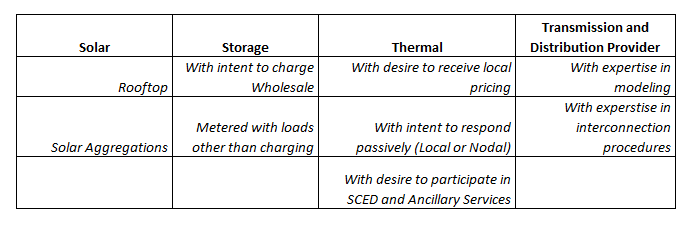 Solar Storage Thermal Transmission and
Distribution Provider
Rooftop With intent to charge
Wholesale With desire to receive local
pricing With expertise in
modeling
Solar Aggregations Metered with loads
other than charging With intent to respond
passively (Local or Nodal) With experstise in
interconnection
procedures
With desire to participate in
SCED and Ancillary Services